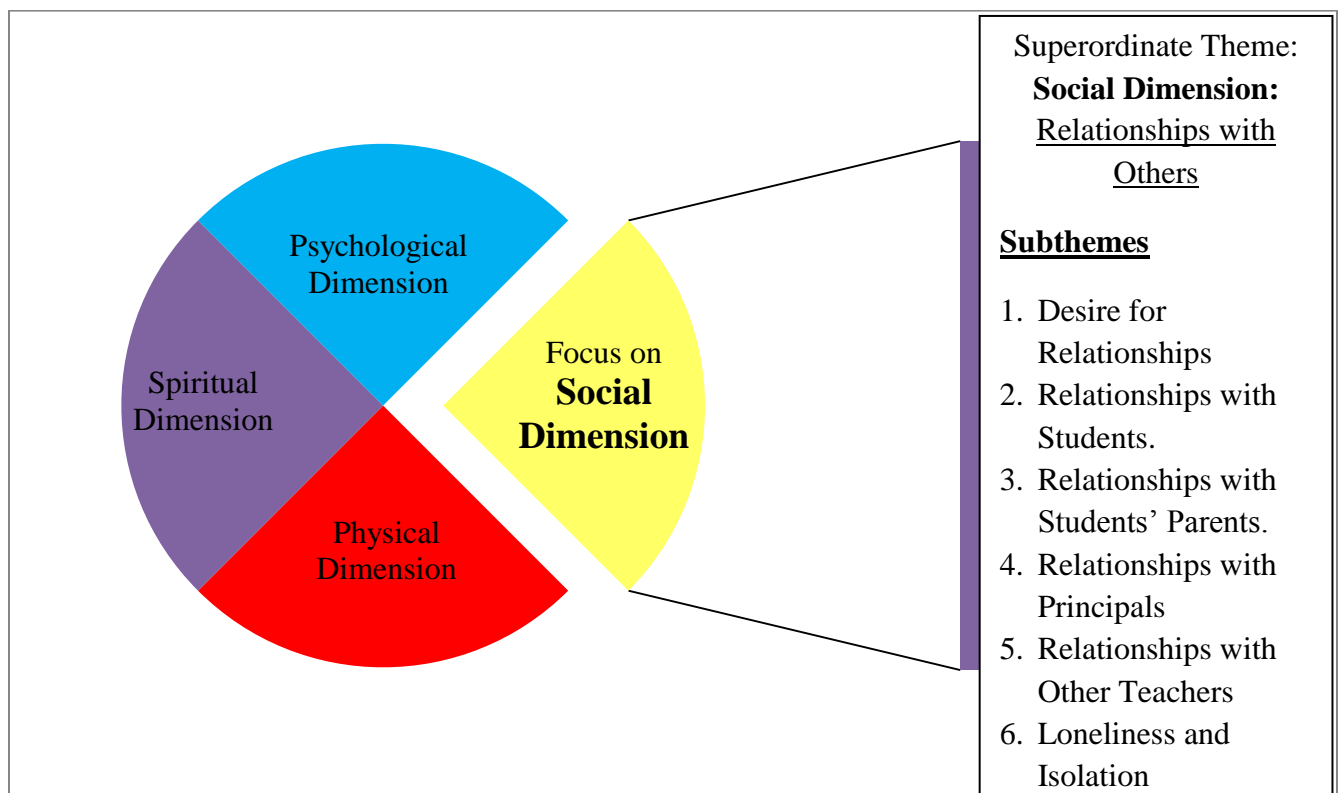 Psychological
Dimension
Spiritual
Dimension
Physical
Dimension
Focus on
Social
Dimension
Superordinate Theme:
Social Dimension:
Relationships with
Others
Subthemes
1. Desire for
Relationships
2. Relationships with
Students.
3. Relationships with
Students’ Parents.
4. Relationships with
Principals
5. Relationships with
Other Teachers
6. Loneliness and
Isolation